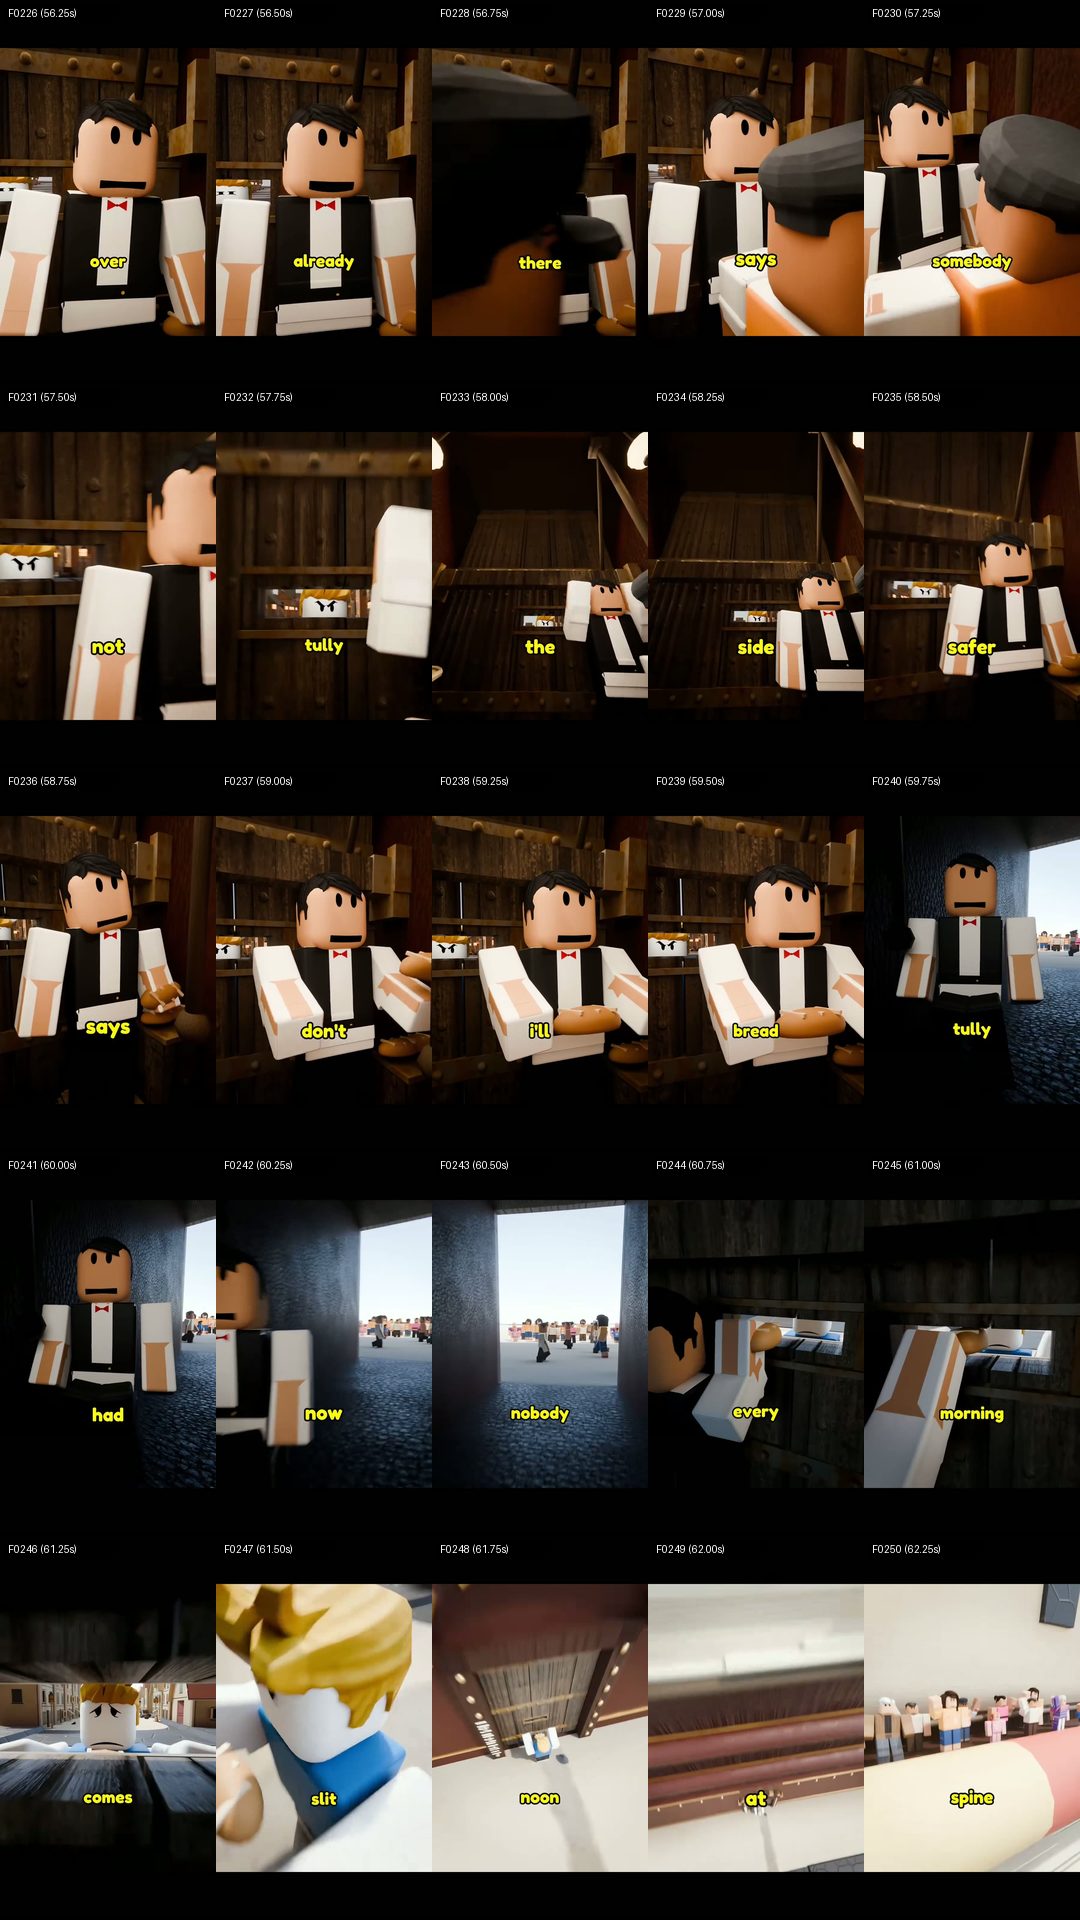 F0226 (56.25s)
F0227 (56.50s)
F0228 (56.75s)
F0229 (57.00s)
F0230 (57.25s)
over
already
there
says
somebody
F0231 (57.50s)
F0232 (57.75s)
F0233 (58.00s)
F0234 (58.25s)
F0235 (58.50s)
not
tully
the
side
safer
F0236 (58.75s)
F0237 (59.00s)
F0238 (59.25s)
F0239 (59.50s)
F0240 (59.75s)
says
don't
i'll
bread
tully
F0241 (60.00s)
F0242 (60.25s)
F0243 (60.50s)
F0244 (60.75s)
F0245 (61.00s)
had
now
nobody
every
morning
F0246 (61.25s)
F0247 (61.50s)
F0248 (61.75s)
F0249 (62.00s)
F0250 (62.25s)
comes
slit
noon
at
spine